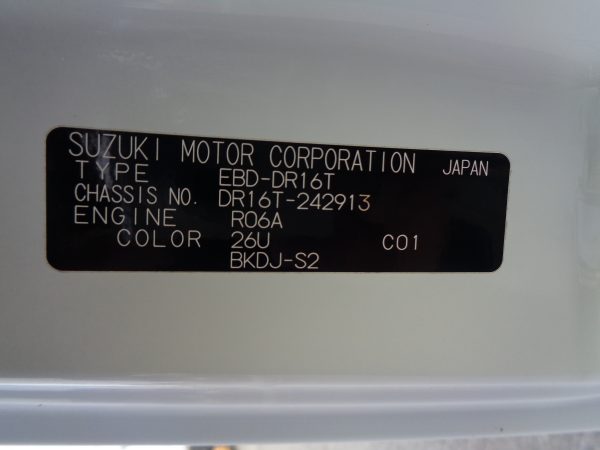 SUZUKI MOTOR CORPORATION JAPAN
TYPE EBD-DR16T
CHASSIS NO. DR16T-242913
ENGINE R06A
COLOR 26U C01
BKDJ-S2